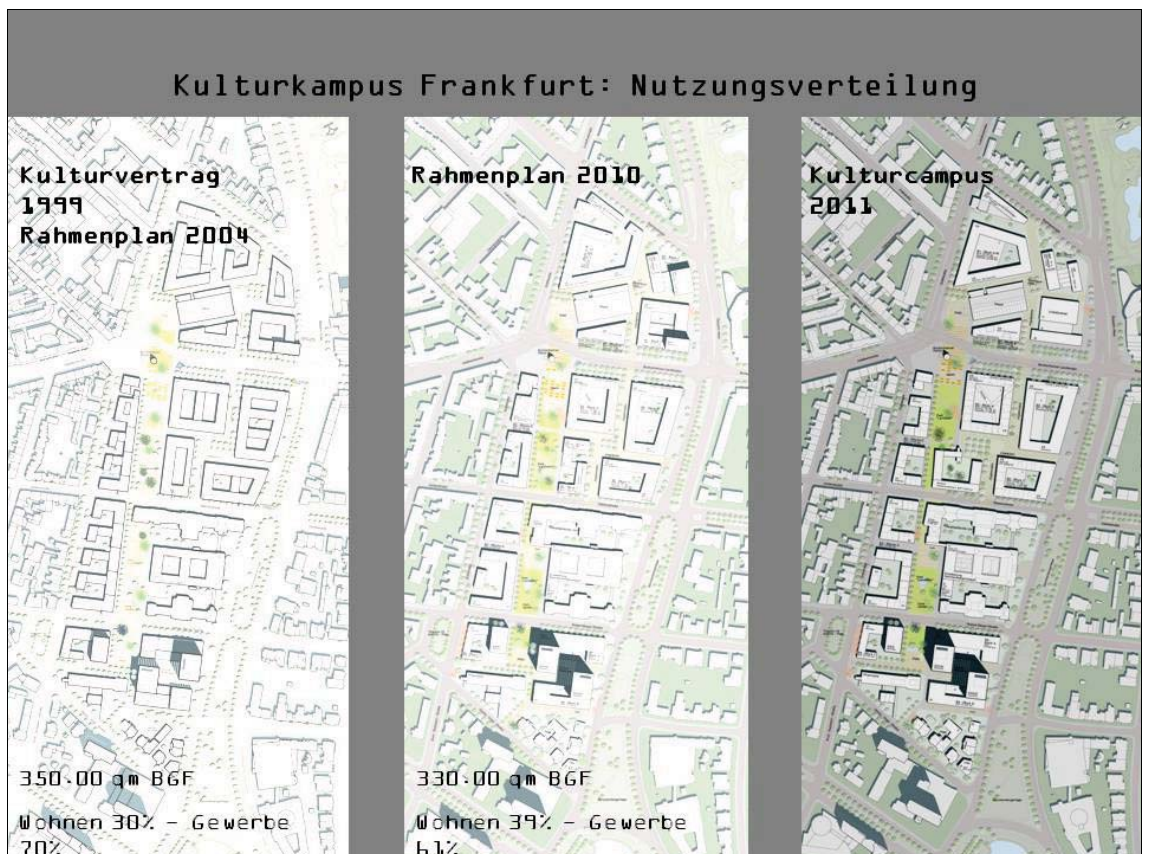 Kulturkampus Frankfurt: Nutzungsverteilung
Kulturvertrag
1999
Rahmenplan 2004
350.00 qm BGF
Wohnen 30% - Gewerbe
70%
Rahmenplan 2010
330.00 qm BGF
Wohnen 39% - Gewerbe
61%
Kulturcampus
2011